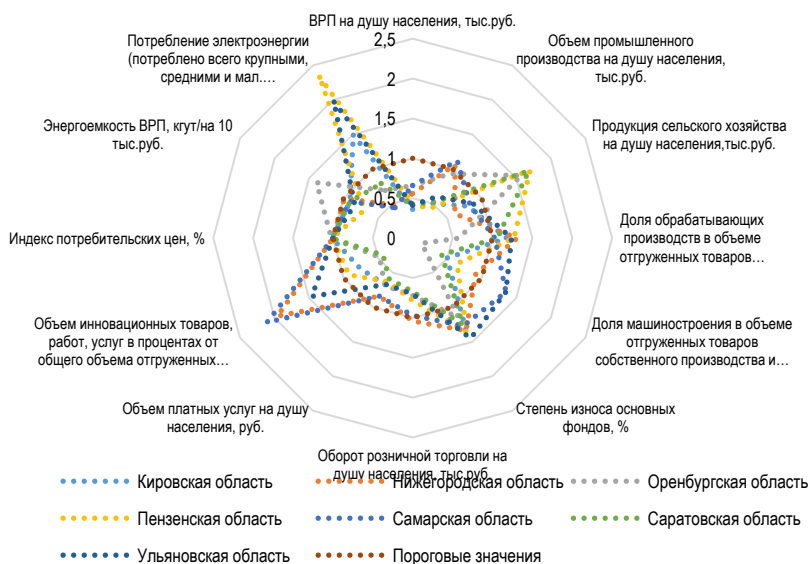 ВРП на душу населения, тыс.руб.
2,5
Потребление электроэнергии
(потреблено всего крупными,
средними и мал.…
Объем промышленного
производства на душу населения,
тыс.руб.
2
1,5
Энергоемкость ВРП, кгут/на 10
тыс.руб.
Продукция сельского хозяйства
на душу населения,тыс.руб.
1
0,5
Индекс потребительских цен, %
0
Доля обрабатывающих
производств в объеме
отгруженных товаров…
Объем инновационных товаров,
работ, услуг в процентах от
общего объема отгруженных…
Доля машиностроения в объеме
отгруженных товаров
собственного производства и…
Объем платных услуг на душу
населения, руб.
Степень износа основных
фондов, %
Оборот розничной торговли на
душу населения, тыс.руб.
Кировская область
Нижегородская область
Оренбургская область
Пензенская область
Самарская область
Саратовская область
Ульяновская область
Пороговые значения